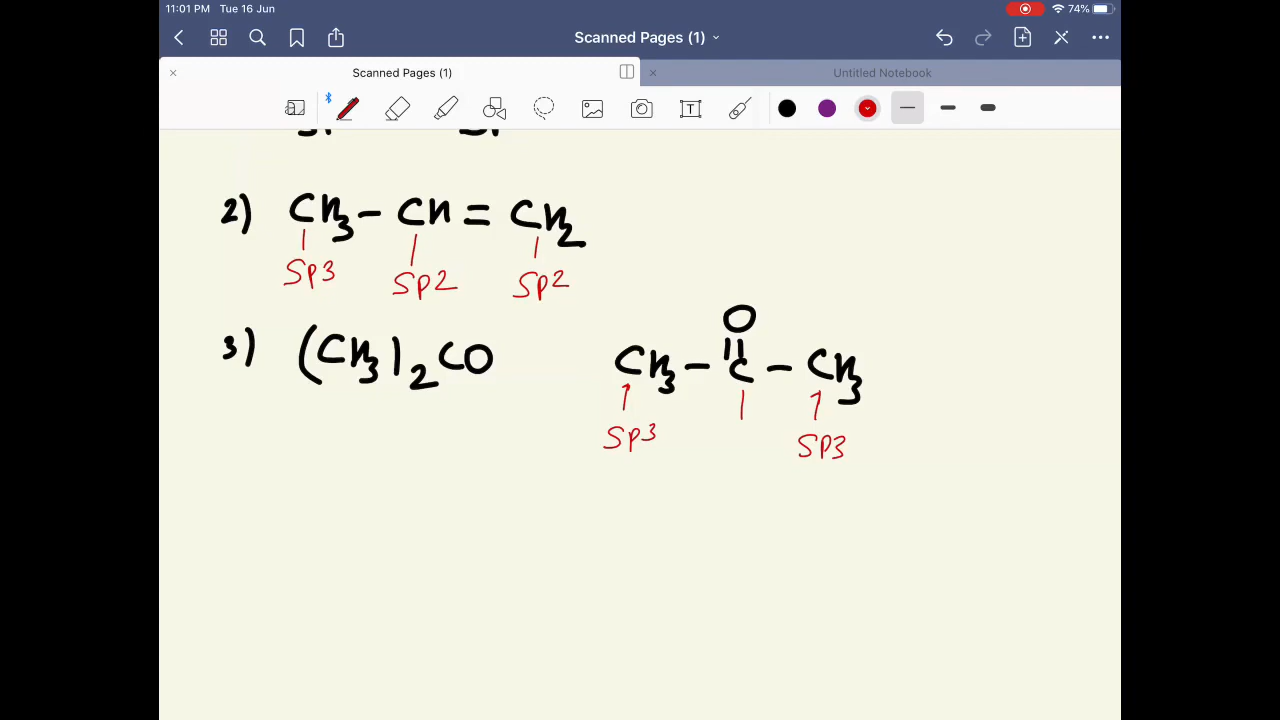 11:01 PM Tue 16 Jun 74%
Scanned Pages (1)
Scanned Pages (1) Untitled Notebook
2) CH3 - CH = CH2
Sp3 Sp2 Sp2
3) (CH3)2CO
O
CH3 - C - CH3
Sp3 SP3